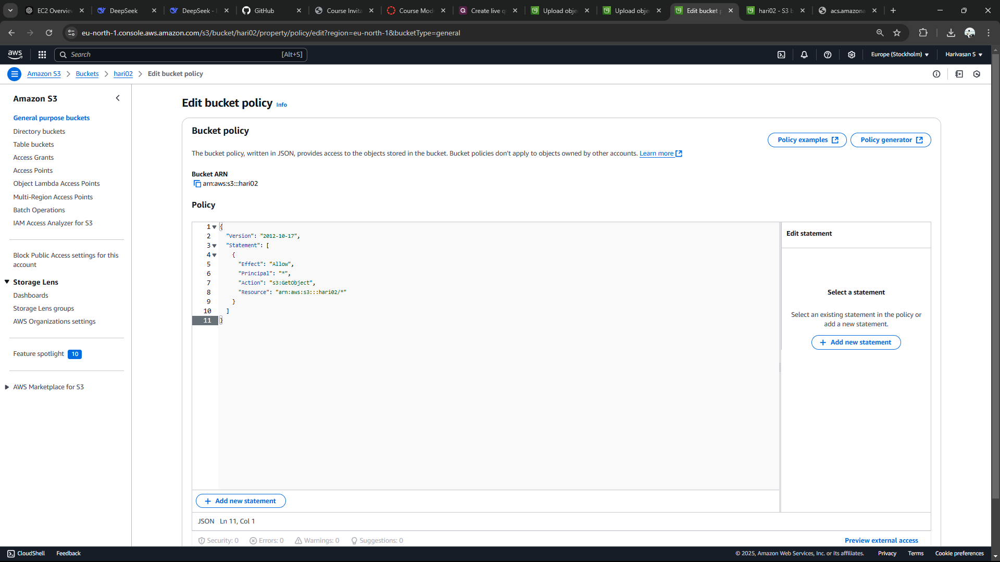 EC2 Overvie
DeepSeek
DeepSeek -
GitHub
Course Invita
Course Mod
Create live q
Upload obje
Upload obje
Edit bucket p
hari02 - S3 b
acs.amazona
eu-north-1.console.aws.amazon.com/s3/bucket/hari02/property/policy/edit?region=eu-north-1&bucketType=general
aws
Search
[Alt+S]
Europe (Stockholm)
Harivasan S
Amazon S3
Buckets
hari02
Edit bucket policy
Amazon S3
General purpose buckets
Directory buckets
Table buckets
Access Grants
Access Points
Object Lambda Access Points
Multi-Region Access Points
Batch Operations
IAM Access Analyzer for S3
Block Public Access settings for this
account
Storage Lens
Dashboards
Storage Lens groups
AWS Organizations settings
Feature spotlight 10
AWS Marketplace for S3
Edit bucket policy Info
Bucket policy
Policy examples
Policy generator
The bucket policy, written in JSON, provides access to the objects stored in the bucket. Bucket policies don't apply to objects owned by other accounts. Learn more
Bucket ARN
arn:aws:s3:::hari02
Policy
1 {
2 "Version": "2012-10-17",
3 "Statement": [
4 {
5 "Effect": "Allow",
6 "Principal": "*",
7 "Action": "s3:GetObject",
8 "Resource": "arn:aws:s3:::hari02/*"
9 }
10 ]
11 }
Edit statement
Select a statement
Select an existing statement in the policy or
add a new statement.
+ Add new statement
+ Add new statement
JSON Ln 11, Col 1
Security: 0
Errors: 0
Warnings: 0
Suggestions: 0
Preview external access
CloudShell
Feedback
© 2025, Amazon Web Services, Inc. or its affiliates.
Privacy
Terms
Cookie preferences